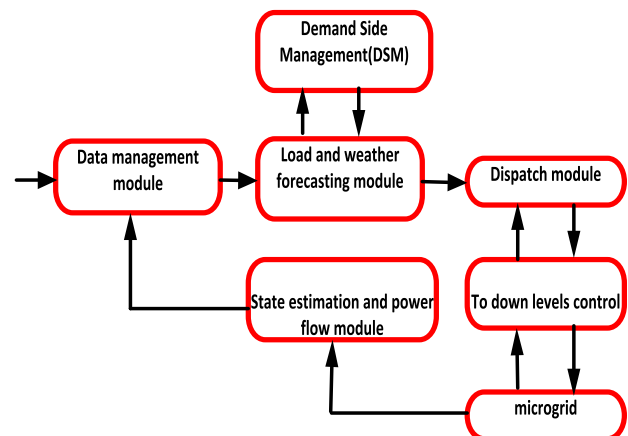 Demand Side
Management(DSM)
Data management
module
Load and weather
forecasting module
Dispatch module
State estimation and power
flow module
To down levels control
microgrid